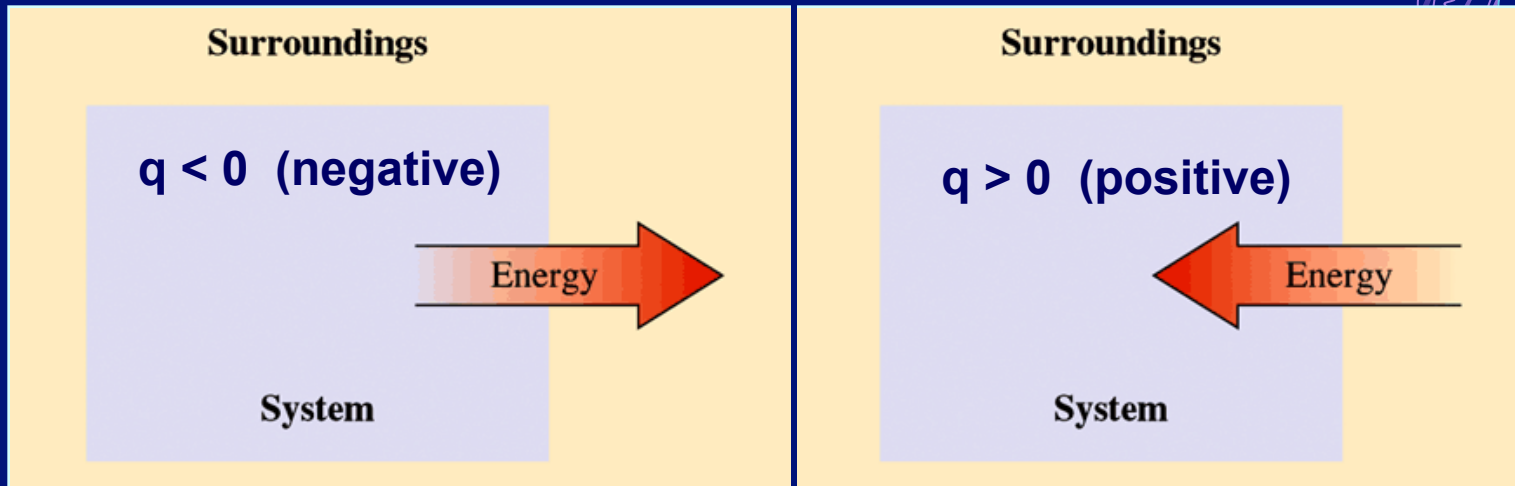 Surroundings
q < 0 (negative)
Energy
System
Surroundings
q > 0 (positive)
Energy
System